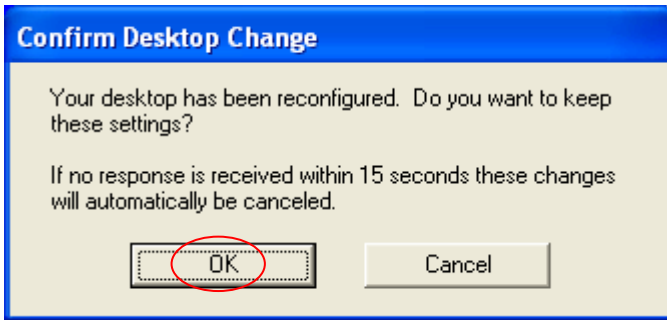 Confirm Desktop Change
Your desktop has been reconfigured.  Do you want to keep
these settings?
If no response is received within 15 seconds these changes
will automatically be canceled.
OK
Cancel